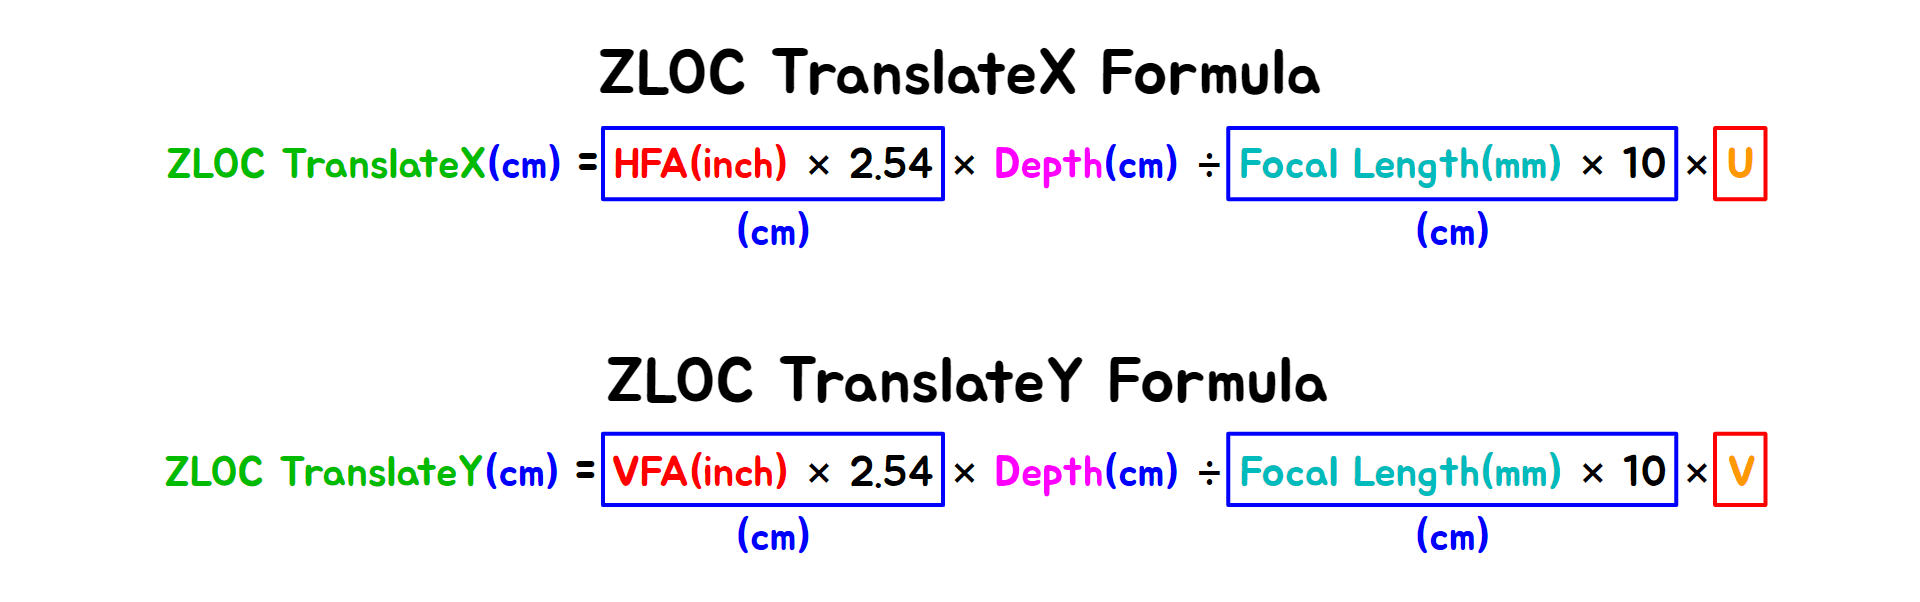 ZLOC TranslateX Formula
ZLOC TranslateX(cm) = HFA(inch) × 2.54 × Depth(cm) ÷ Focal Length(mm) × 10 × U
(cm) (cm)
ZLOC TranslateY Formula
ZLOC TranslateY(cm) = VFA(inch) × 2.54 × Depth(cm) ÷ Focal Length(mm) × 10 × V
(cm) (cm)